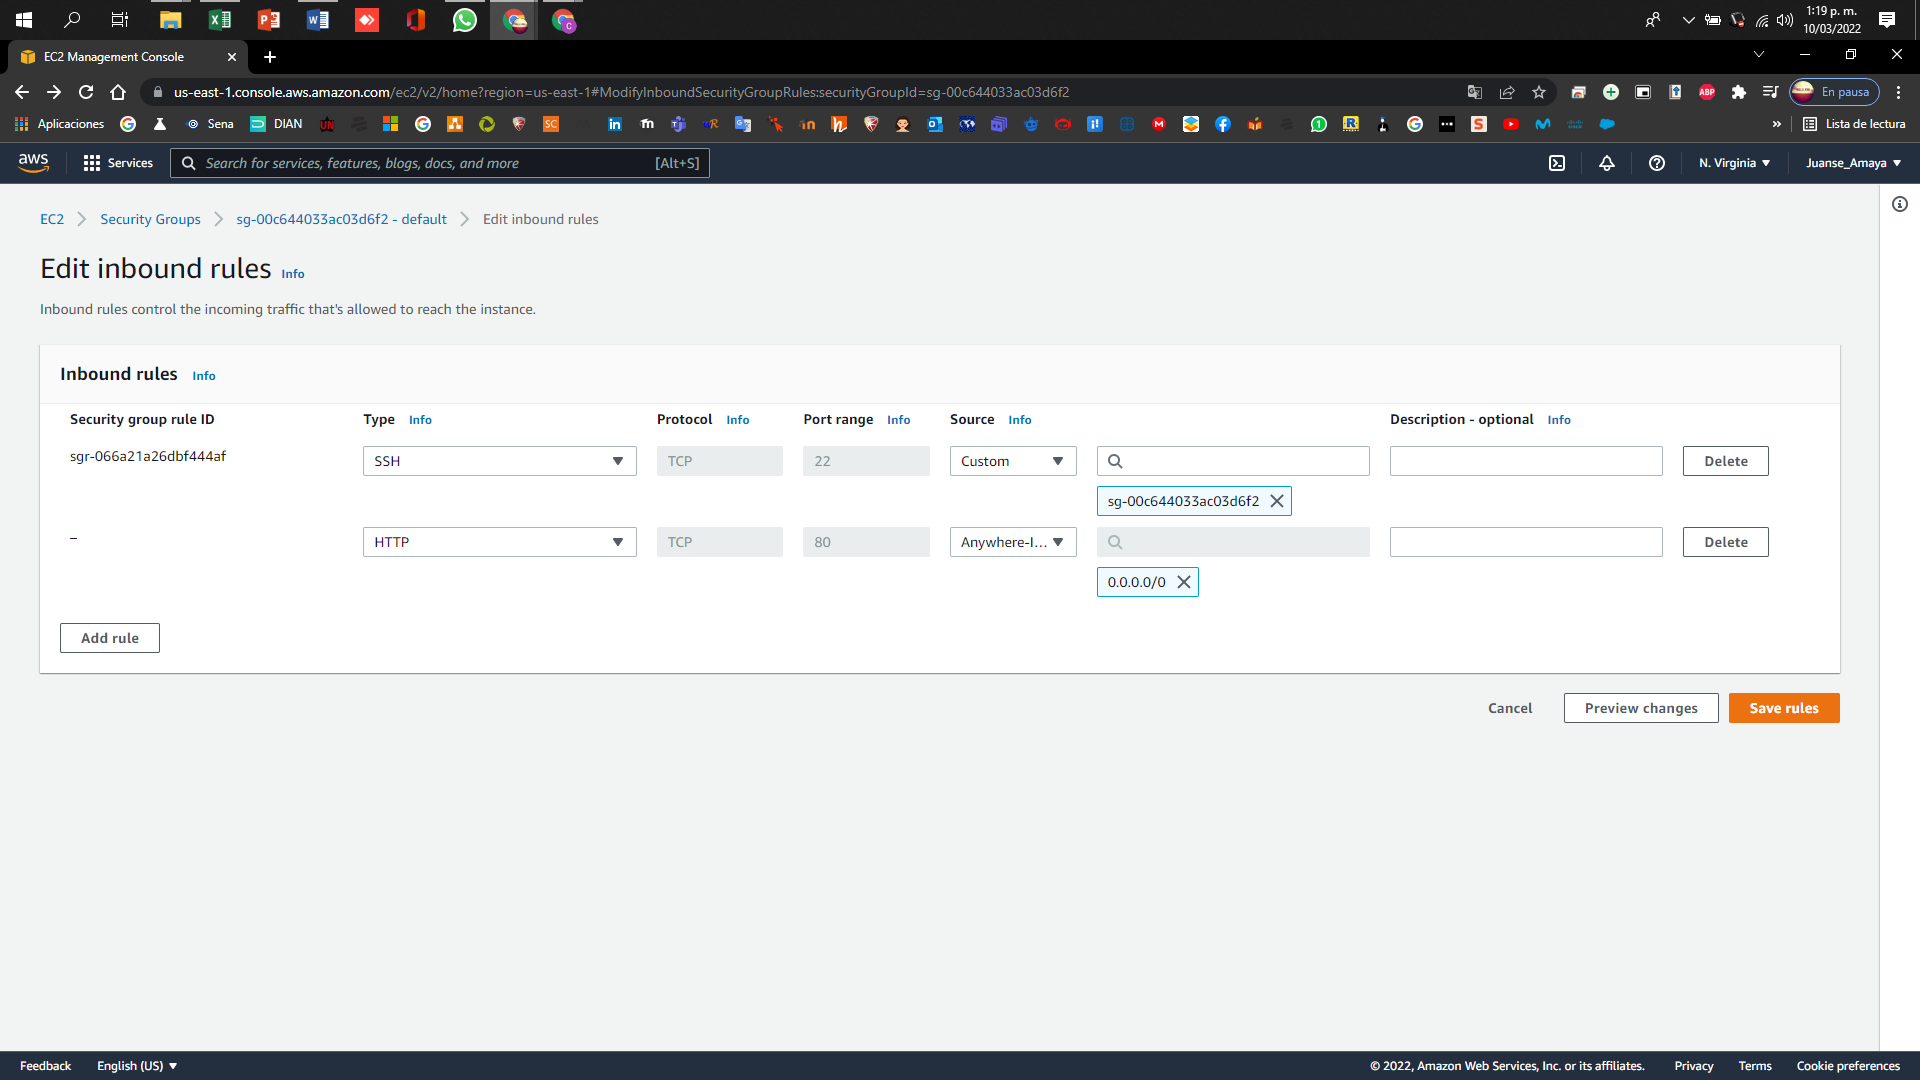 1:19 p. m.
10/03/2022
EC2 Management Console
us-east-1.console.aws.amazon.com/ec2/v2/home?region=us-east-1#ModifyInboundSecurityGroupRules:securityGroupId=sg-00c644033ac03d6f2
ABP
En pausa
Aplicaciones
Sena
DIAN
UN
SC
in
m
Lista de lectura
aws
Services
Search for services, features, blogs, docs, and more
[Alt+S]
N. Virginia
Juanse_Amaya
EC2
Security Groups
sg-00c644033ac03d6f2 - default
Edit inbound rules
Edit inbound rules Info
Inbound rules control the incoming traffic that's allowed to reach the instance.
Inbound rules Info
Security group rule ID
Type Info
Protocol Info
Port range Info
Source Info
Description - optional Info
sgr-066a21a26dbf444af
SSH
TCP
22
Custom
Delete
sg-00c644033ac03d6f2
–
HTTP
TCP
80
Anywhere-I...
Delete
0.0.0.0/0
Add rule
Cancel
Preview changes
Save rules
Feedback
English (US)
© 2022, Amazon Web Services, Inc. or its affiliates.
Privacy
Terms
Cookie preferences